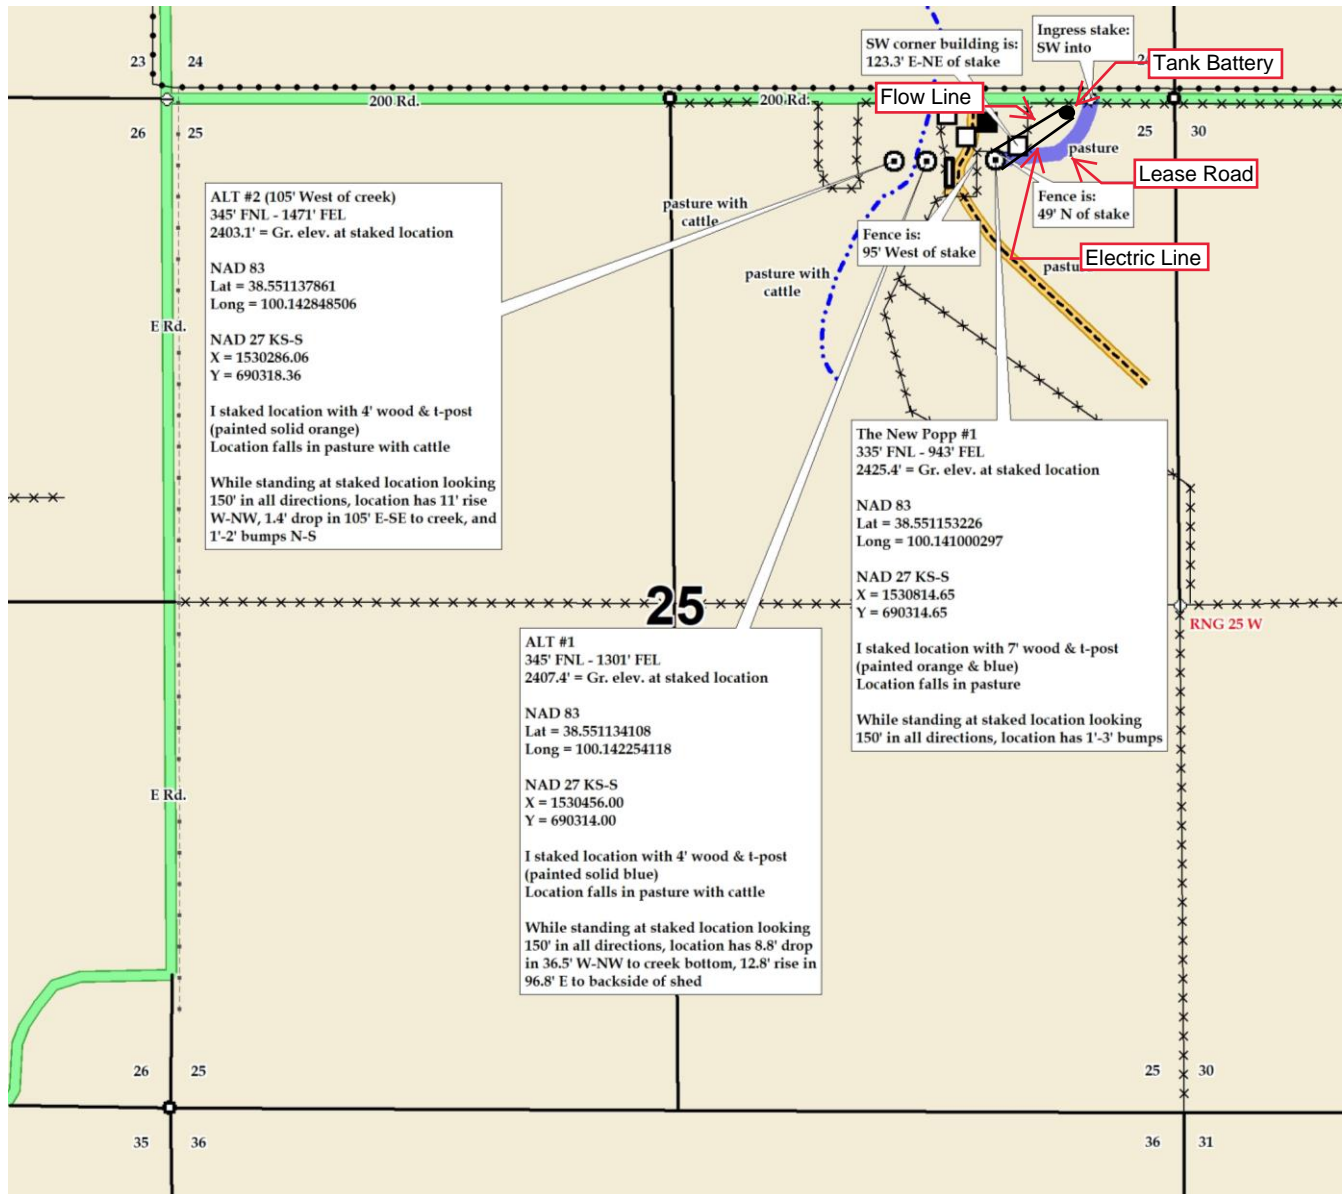 23
24
SW corner building is:
123.3' E-NE of stake
Ingress stake:
SW into
Tank Battery
Flow Line
200 Rd.
200 Rd.
26
25
25
30
pasture
Lease Road
ALT #2 (105' West of creek)
345' FNL - 1471' FEL
2403.1' = Gr. elev. at staked location
NAD 83
Lat = 38.551137861
Long = 100.142848506
NAD 27 KS-S
X = 1530286.06
Y = 690318.36
I staked location with 4' wood & t-post
(painted solid orange)
Location falls in pasture with cattle
While standing at staked location looking
150' in all directions, location has 11' rise
W-NW, 1.4' drop in 105' E-SE to creek, and
1'-2' bumps N-S
pasture with
cattle
Fence is:
49' N of stake
Fence is:
95' West of stake
Electric Line
pasture with
cattle
E Rd.
The New Popp #1
335' FNL - 943' FEL
2425.4' = Gr. elev. at staked location
NAD 83
Lat = 38.551153226
Long = 100.141000297
NAD 27 KS-S
X = 1530814.65
Y = 690314.65
I staked location with 7' wood & t-post
(painted orange & blue)
Location falls in pasture
While standing at staked location looking
150' in all directions, location has 1'-3' bumps
25
RNG 25 W
ALT #1
345' FNL - 1301' FEL
2407.4' = Gr. elev. at staked location
NAD 83
Lat = 38.551134108
Long = 100.142254118
NAD 27 KS-S
X = 1530456.00
Y = 690314.00
I staked location with 4' wood & t-post
(painted solid blue)
Location falls in pasture with cattle
While standing at staked location looking
150' in all directions, location has 8.8' drop
in 36.5' W-NW to creek bottom, 12.8' rise in
96.8' E to backside of shed
E Rd.
26
25
25
30
35
36
36
31